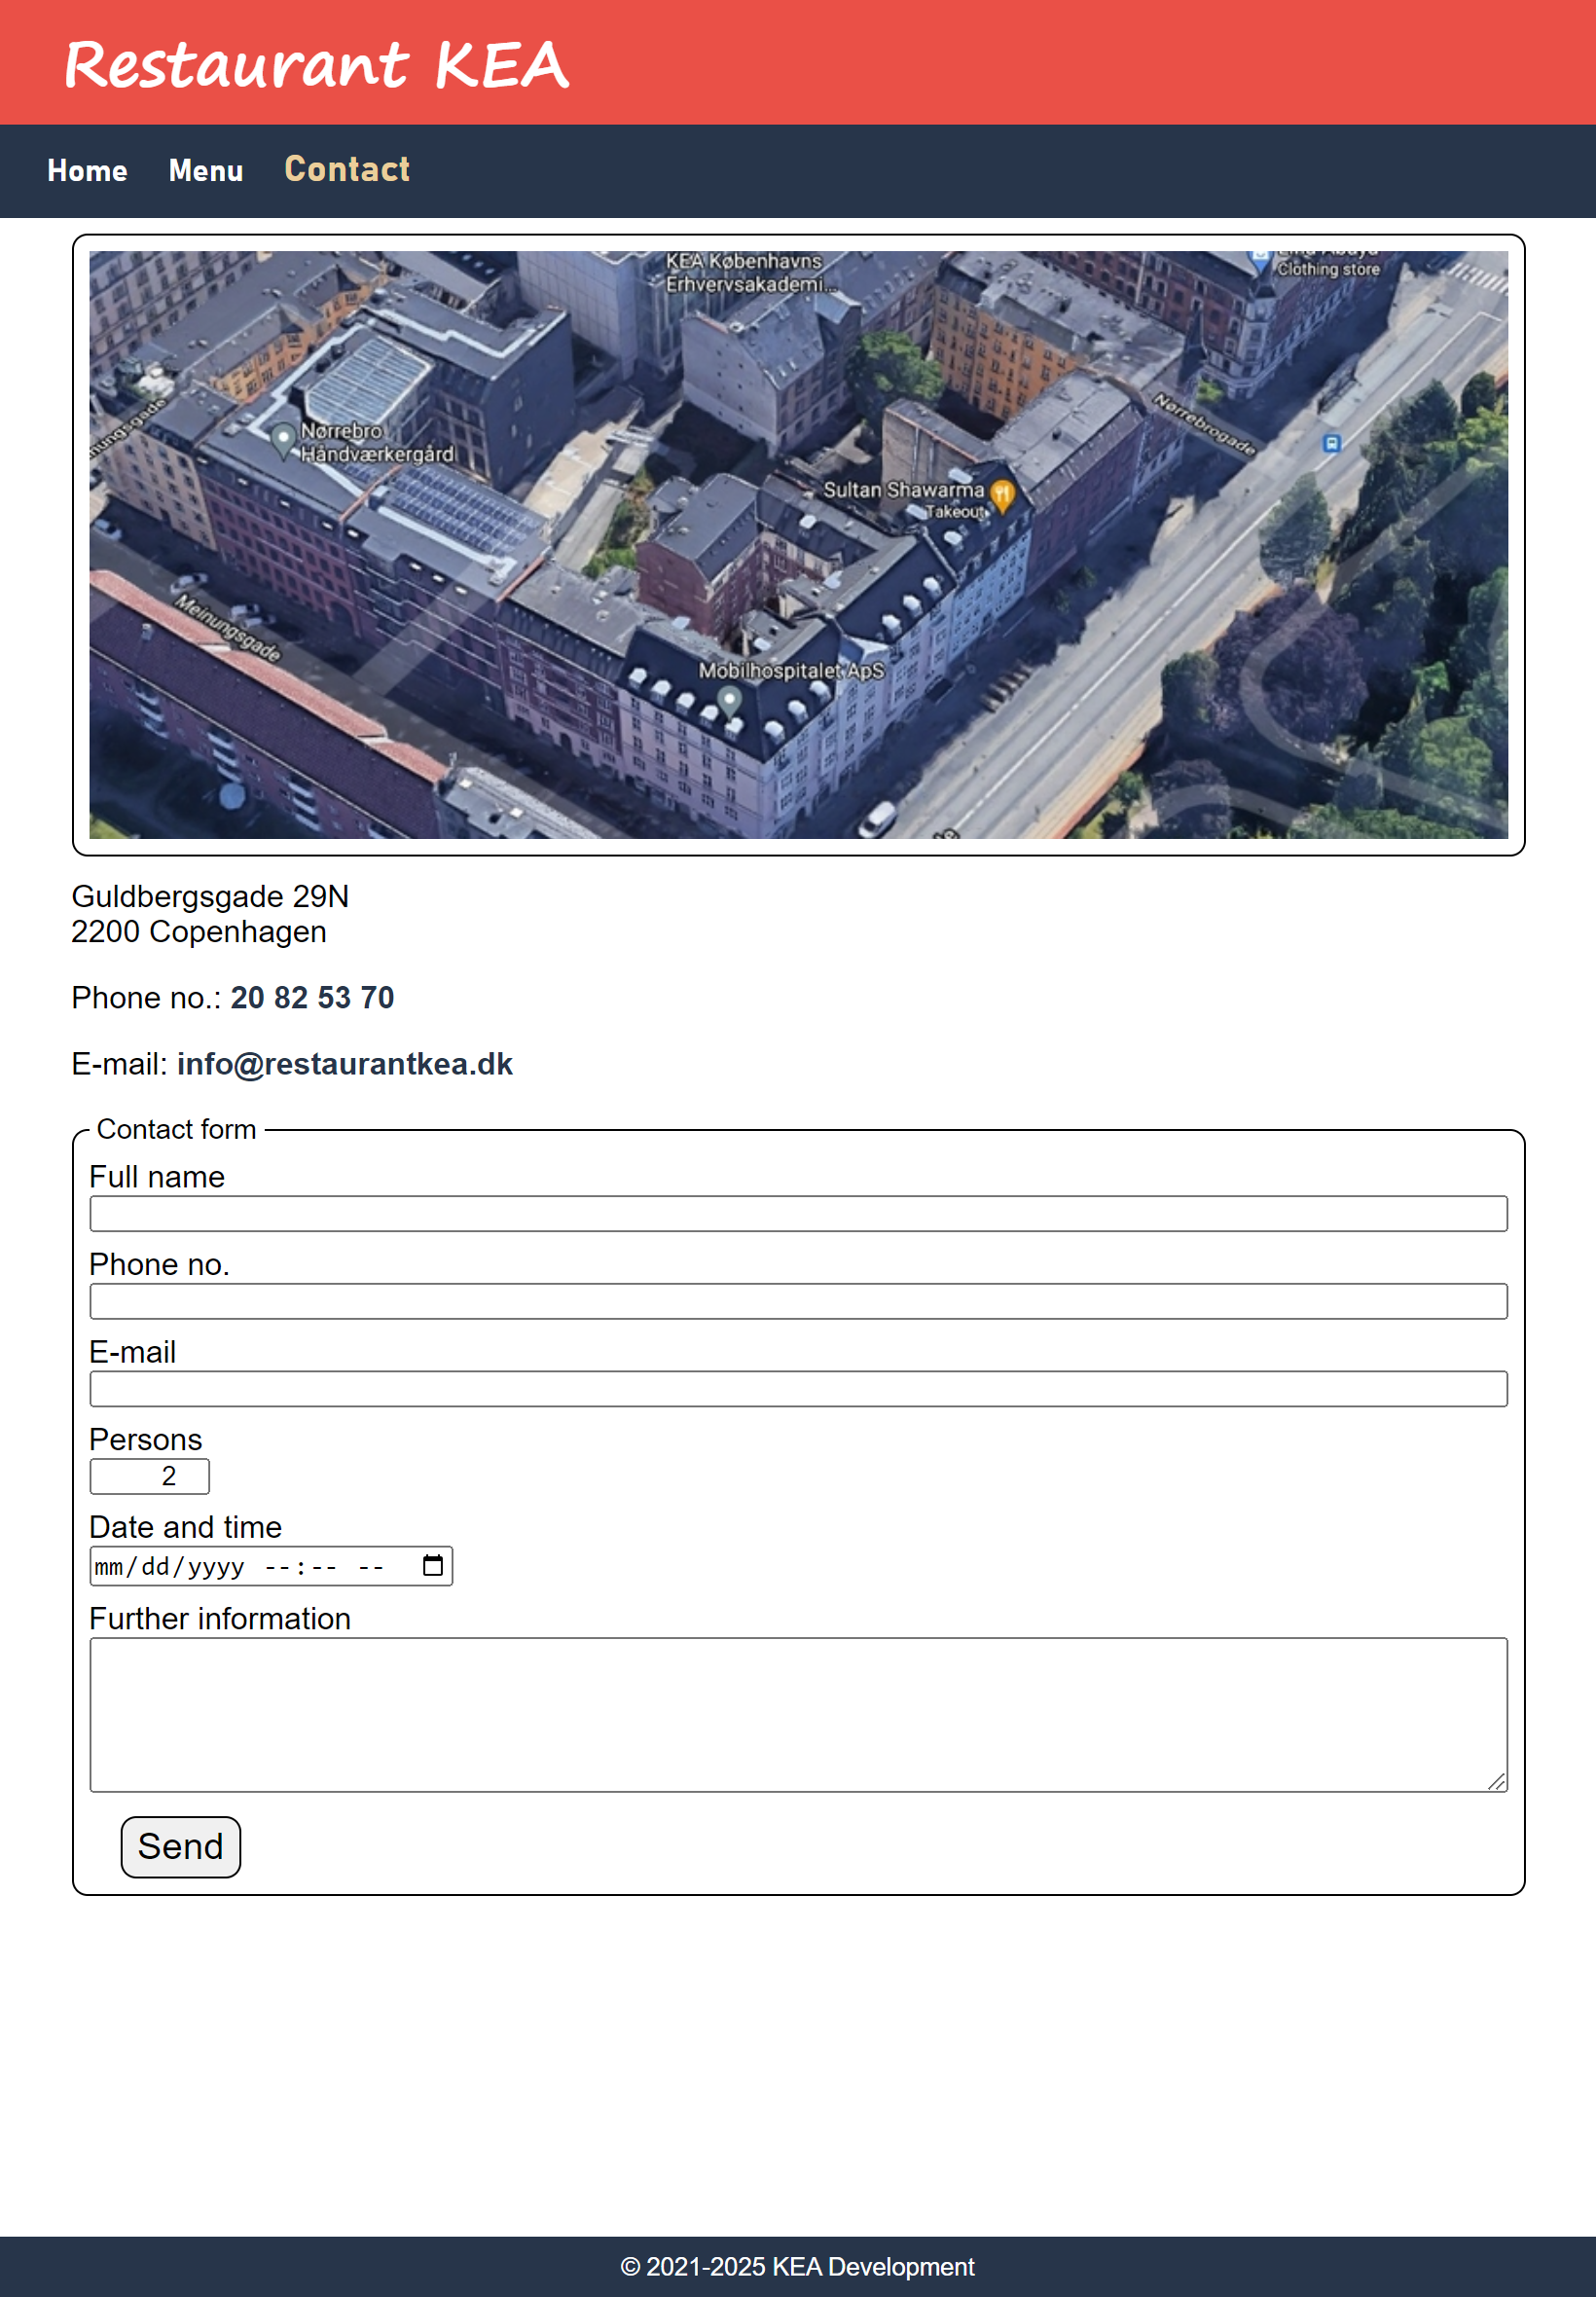 Restaurant KEA
Home Menu Contact
KEA Københavns
Erhvervsakademi...
Clothing store
Nørrebrogade
Nørrebro
Håndværkergård
Sultan Shawarma
Takeout
Meinungsgade
Mobilhospitalet ApS
Guldbergsgade 29N
2200 Copenhagen
Phone no.: 20 82 53 70
E-mail: info@restaurantkea.dk
Contact form
Full name
Phone no.
E-mail
Persons
2
Date and time
mm/dd/yyyy --:-- --
Further information
Send
© 2021-2025 KEA Development